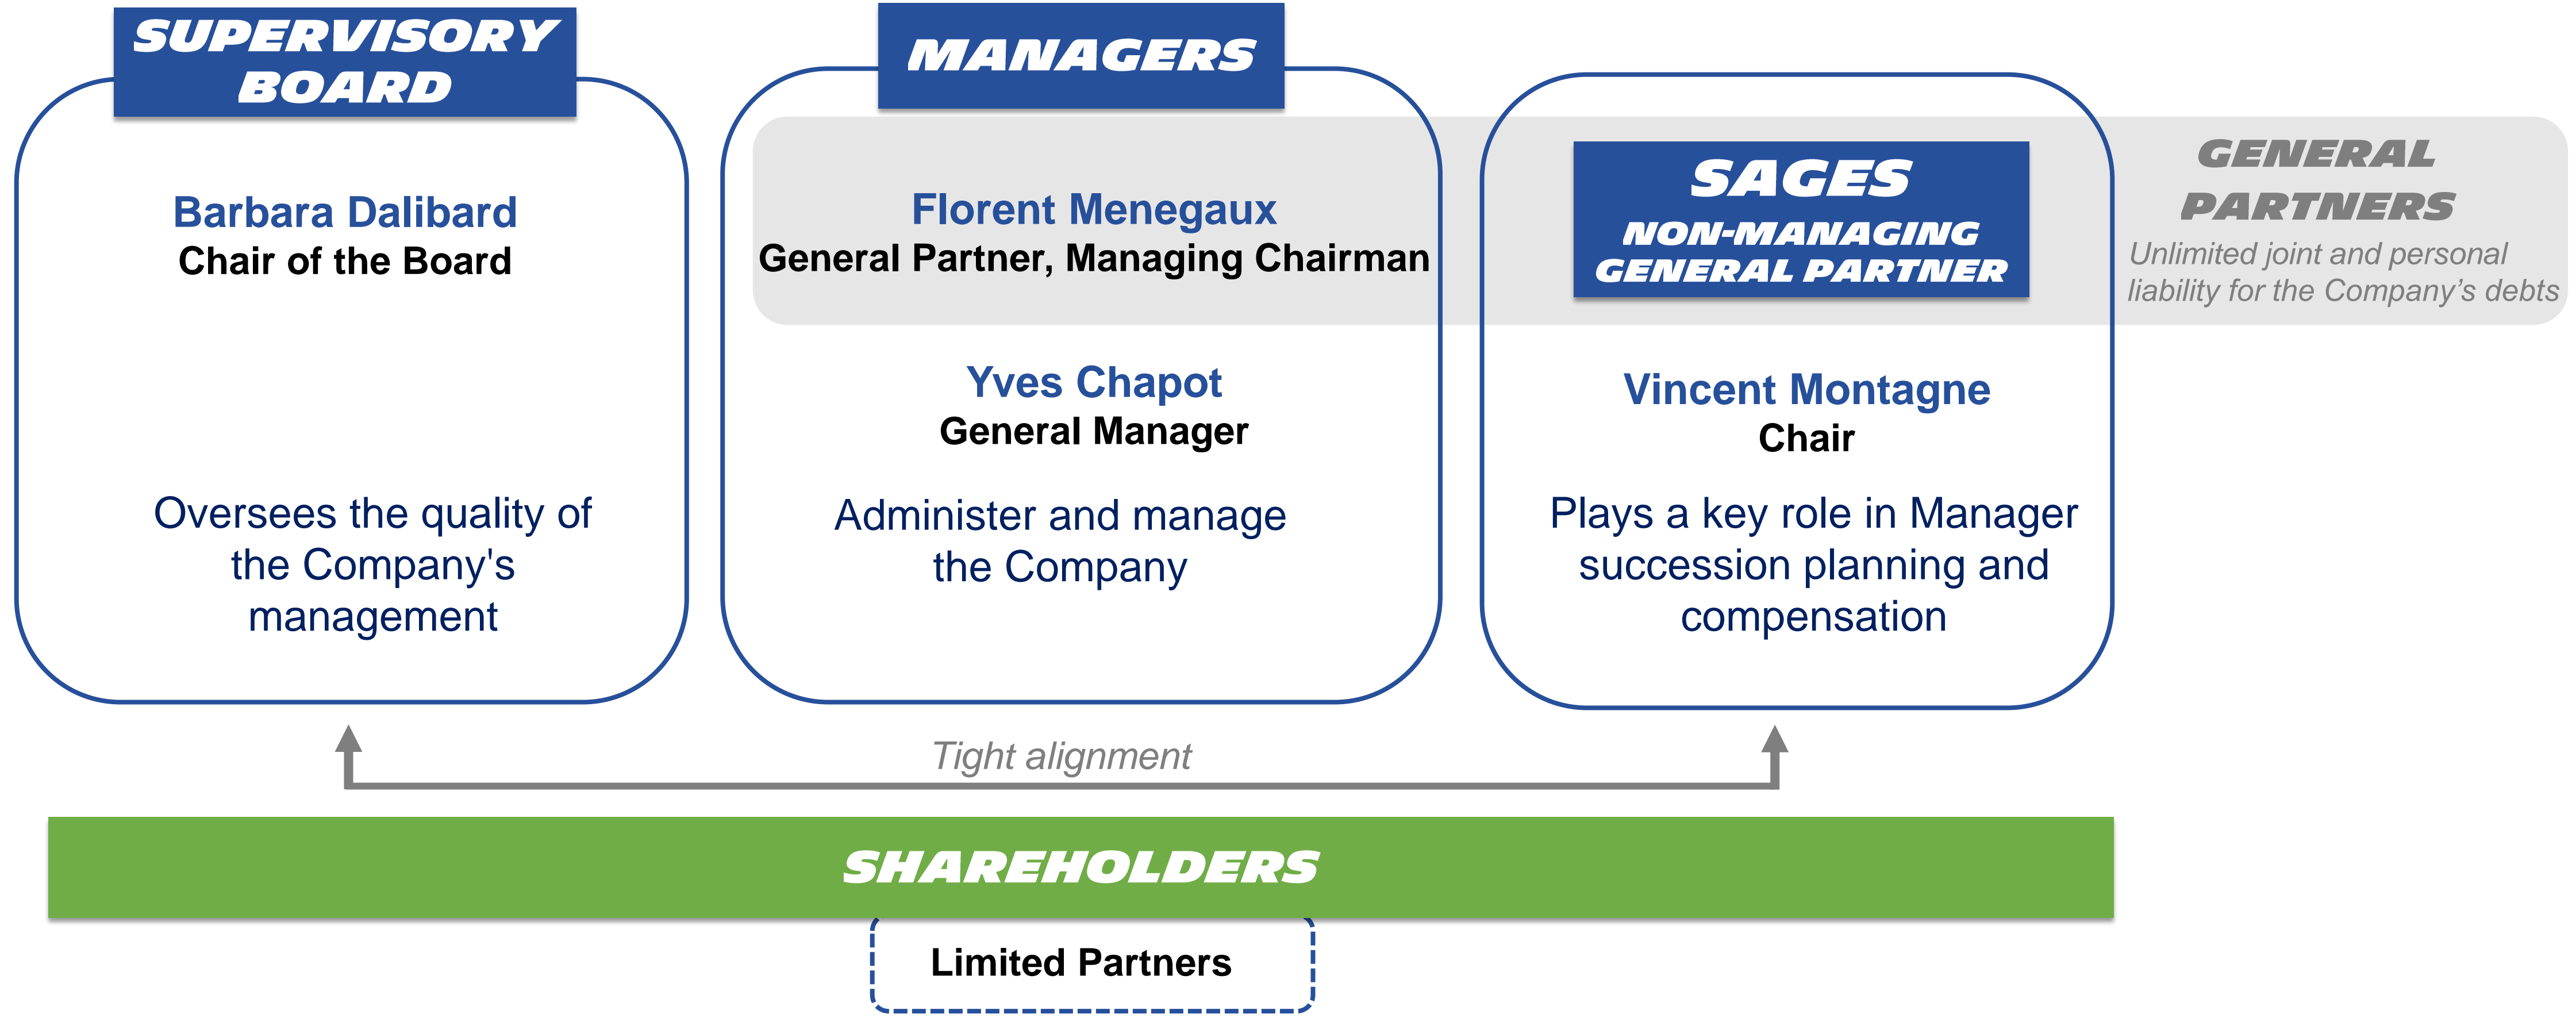 SUPERVISORY
BOARD
Barbara Dalibard
Chair of the Board
Oversees the quality of
the Company's
management
MANAGERS
Florent Menegaux
General Partner, Managing Chairman
Yves Chapot
General Manager
Administer and manage
the Company
SAGES
NON-MANAGING
GENERAL PARTNER
Vincent Montagne
Chair
Plays a key role in Manager
succession planning and
compensation
GENERAL
PARTNERS
Unlimited joint and personal
liability for the Company’s debts
Tight alignment
SHAREHOLDERS
Limited Partners